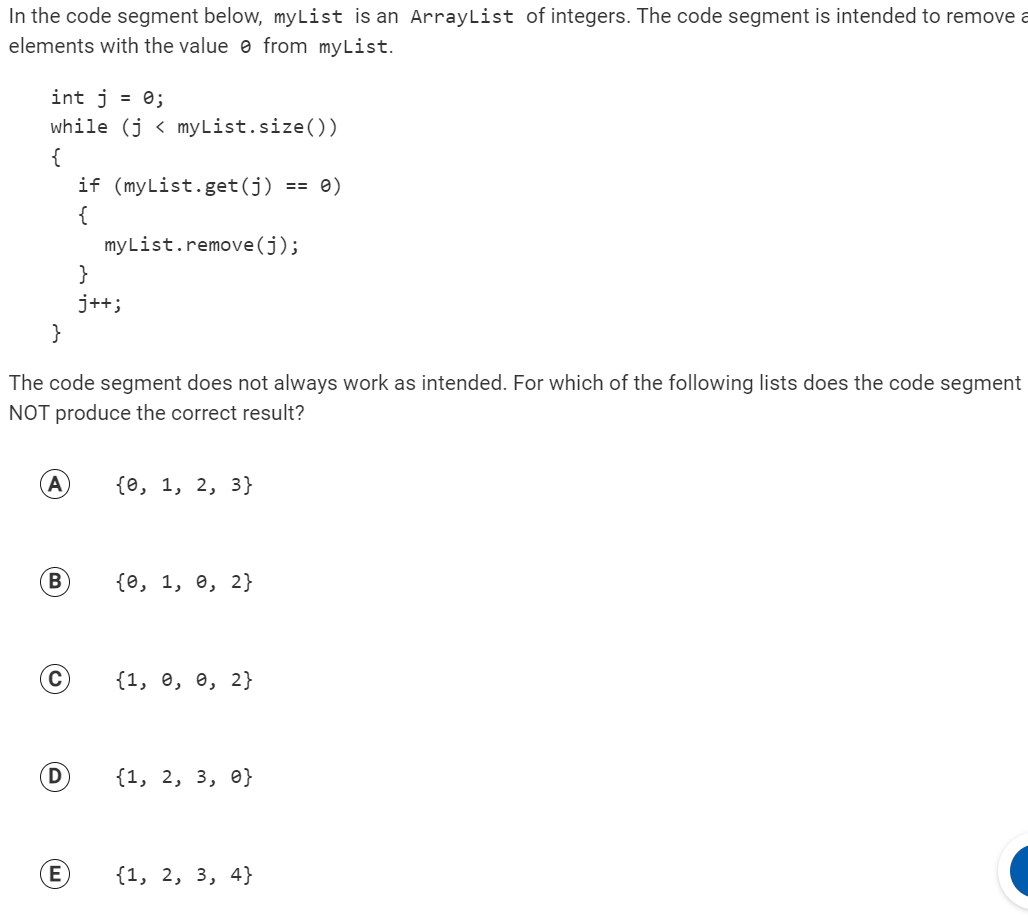 In the code segment below, myList is an ArrayList of integers. The code segment is intended to remove
elements with the value 0 from myList.
int j = 0;
while (j < myList.size())
{
if (myList.get(j) == 0)
{
myList.remove(j);
}
j++;
}
The code segment does not always work as intended. For which of the following lists does the code segment
NOT produce the correct result?
A {0, 1, 2, 3}
B {0, 1, 0, 2}
C {1, 0, 0, 2}
D {1, 2, 3, 0}
E {1, 2, 3, 4}